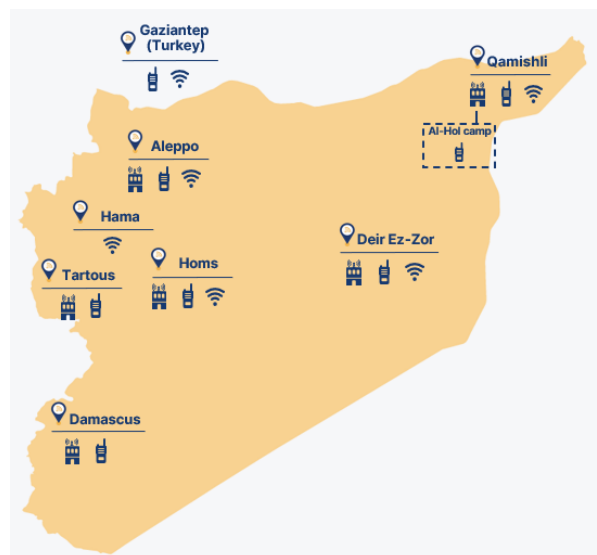 Gaziantep
(Turkey)
Qamishli
Al-Hol camp
Aleppo
Hama
Deir Ez-Zor
Homs
Tartous
Damascus